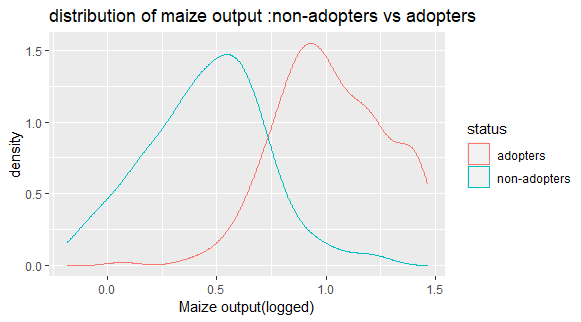 distribution of maize output :non-adopters vs adopters
1.5
1.0
0.5
0.0
density
0.0
0.5
1.0
1.5
Maize output(logged)
status
adopters
non-adopters